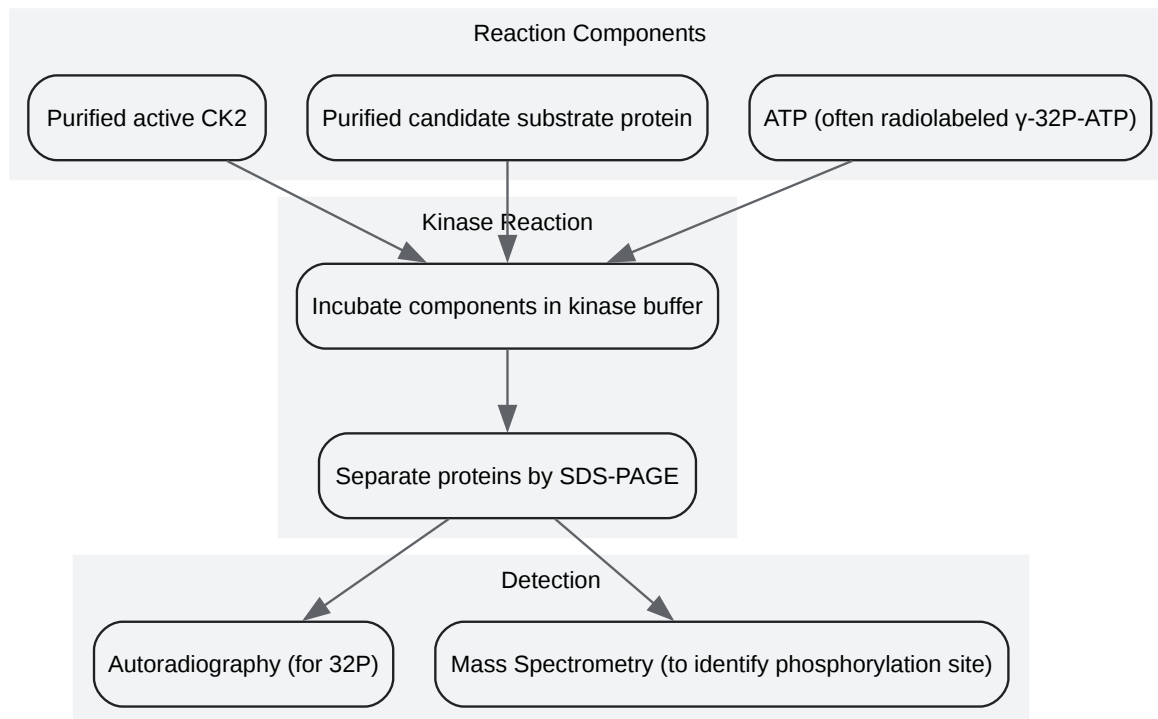 Reaction Components
Purified active CK2
Purified candidate substrate protein
ATP (often radiolabeled γ-32P-ATP)
Kinase Reaction
Incubate components in kinase buffer
Separate proteins by SDS-PAGE
Detection
Autoradiography (for 32P)
Mass Spectrometry (to identify phosphorylation site)